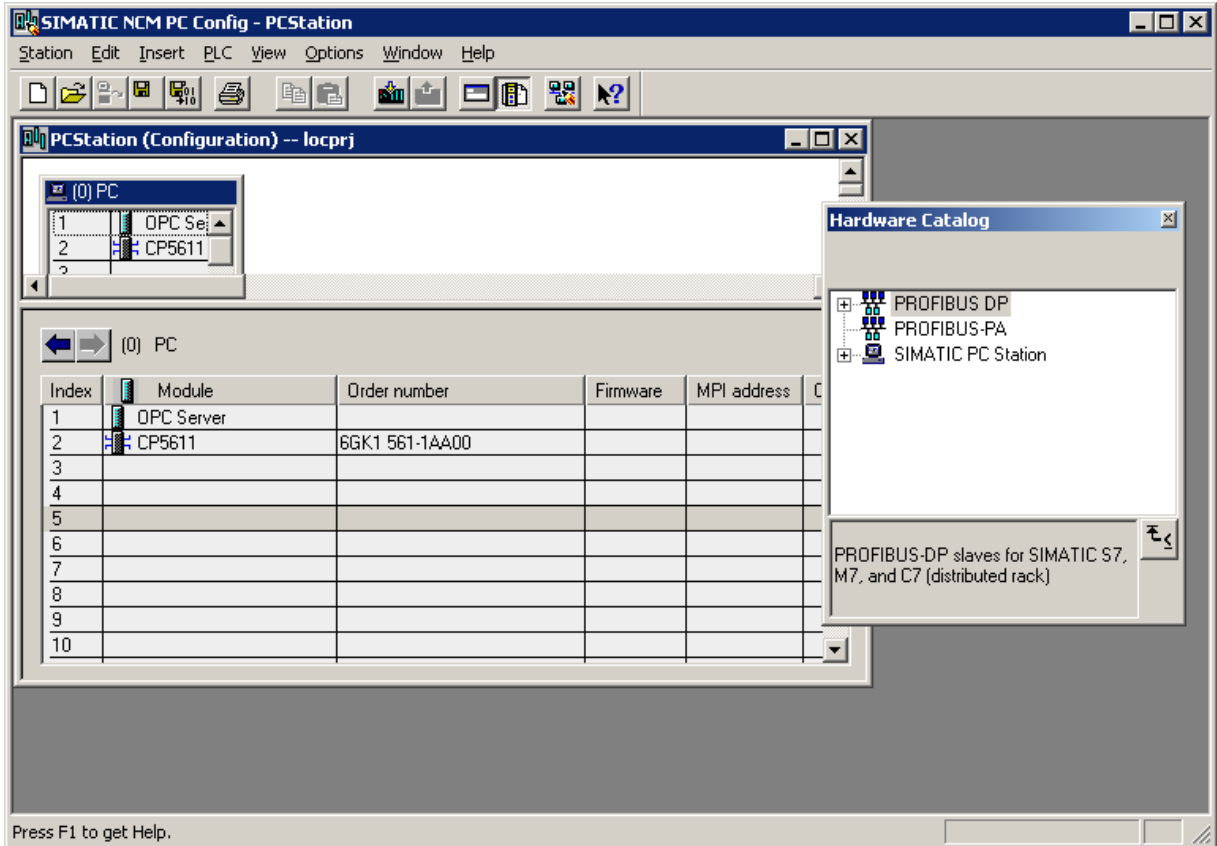 SIMATIC NCM PC Config - PCStation
Station Edit Insert PLC View Options Window Help
PCStation (Configuration) -- locprj
(0) PC
1 OPC Se
2 CP5611
3
Hardware Catalog
PROFIBUS DP
PROFIBUS-PA
SIMATIC PC Station
PROFIBUS-DP slaves for SIMATIC S7,
M7, and C7 (distributed rack)
(0) PC
Index Module Order number Firmware MPI address
1 OPC Server
2 CP5611 6GK1 561-1AA00
3
4
5
6
7
8
9
10
Press F1 to get Help.